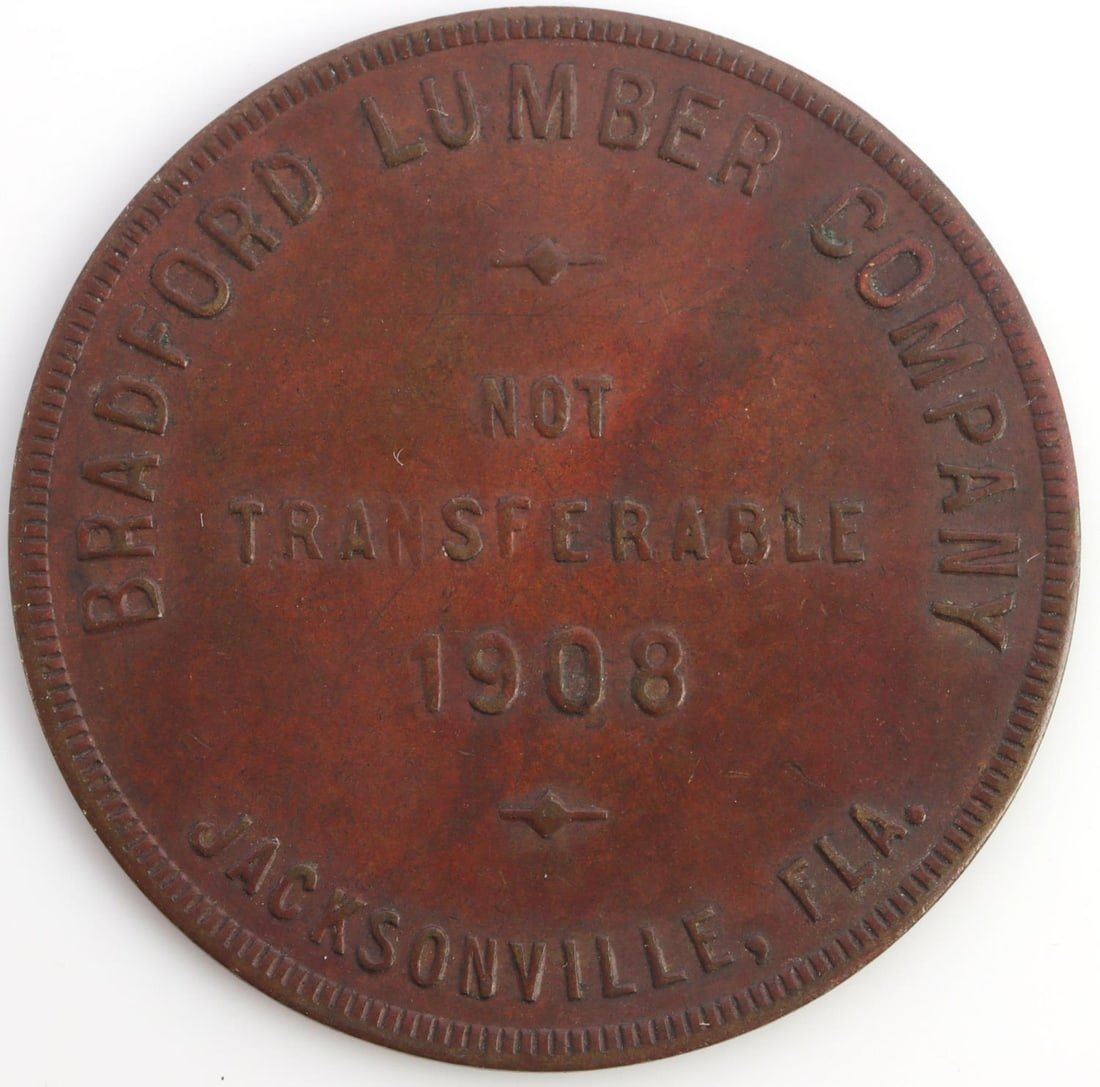 BRADFORD LUMBER COMPANY
NOT
TRANSFERABLE
1908
JACKSONVILLE, FLA.